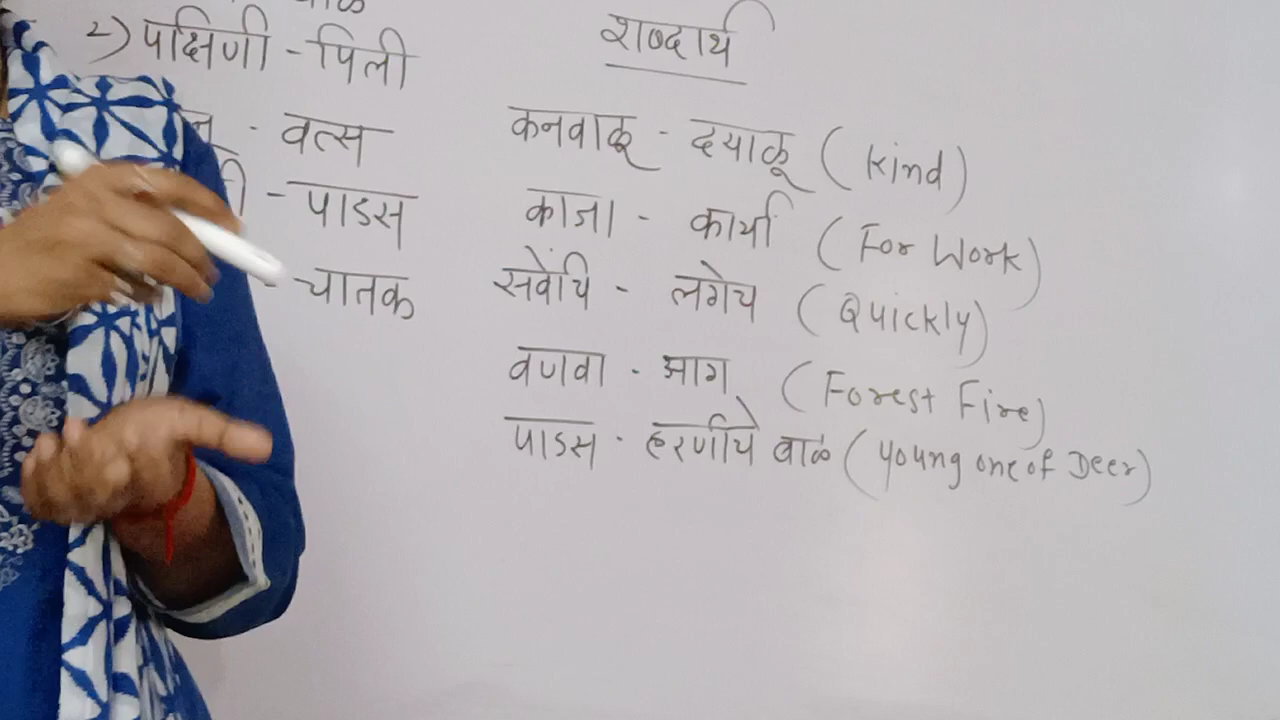 2) पक्षिणी - पिली
- वत्स
- पाडस
- चातक
शब्दार्थ
कनवाळू - दयाळू (Kind)
काजा - कार्या (For Work)
सवेंचि - लगेच (Quickly)
वणवा - आग (Forest Fire)
पाडस - हरणीचे बाळ (young one of Deer)